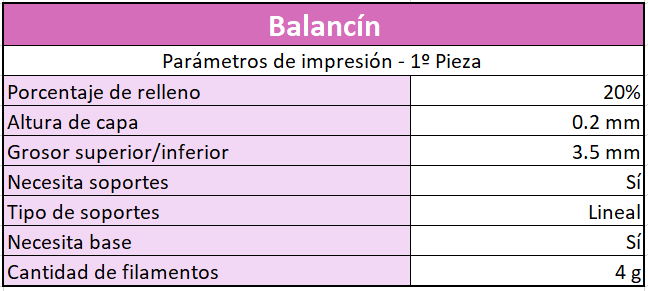 Balancín
Parámetros de impresión - 1º Pieza
Porcentaje de relleno 20%
Altura de capa 0.2 mm
Grosor superior/inferior 3.5 mm
Necesita soportes Sí
Tipo de soportes Lineal
Necesita base Sí
Cantidad de filamentos 4 g